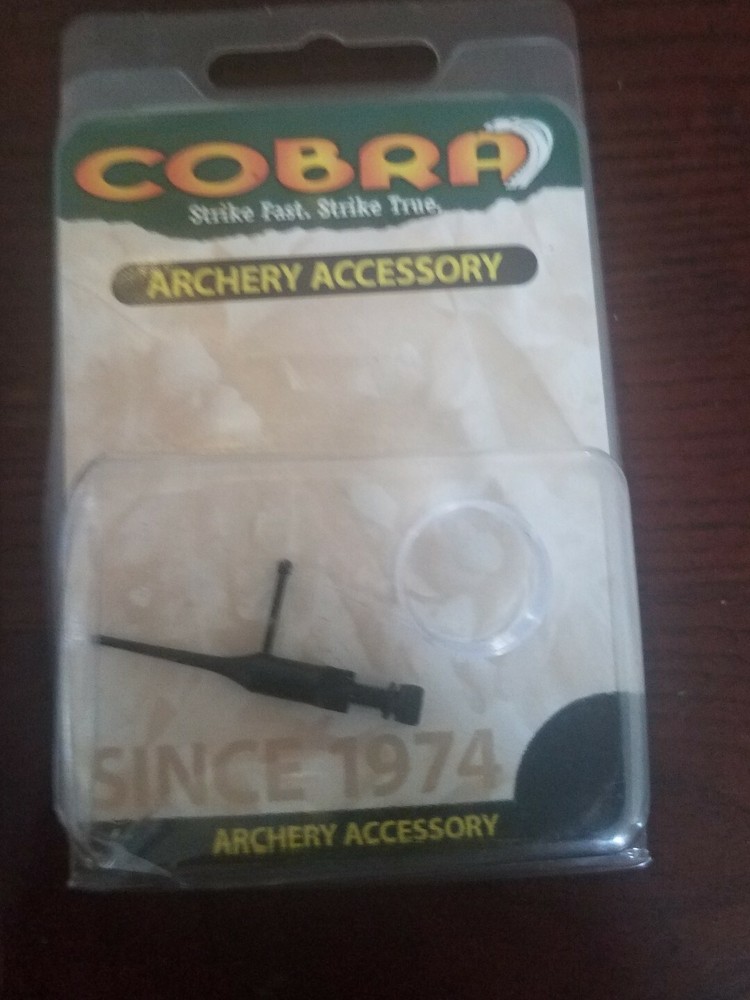 COBRA
Strike Fast. Strike True.
ARCHERY ACCESSORY
SINCE 1974
ARCHERY ACCESSORY